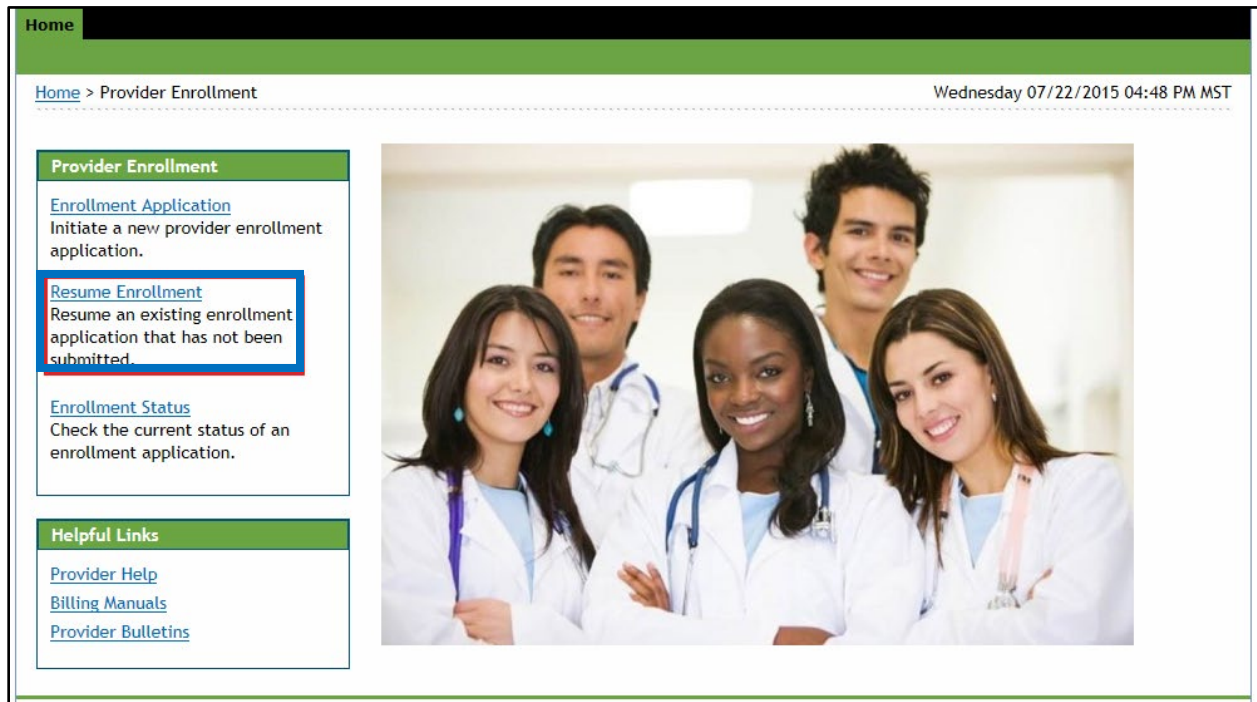 Home
Home > Provider Enrollment
Wednesday 07/22/2015 04:48 PM MST
Provider Enrollment
Enrollment Application
Initiate a new provider enrollment
application.
Resume Enrollment
Resume an existing enrollment
application that has not been
submitted.
Enrollment Status
Check the current status of an
enrollment application.
Helpful Links
Provider Help
Billing Manuals
Provider Bulletins